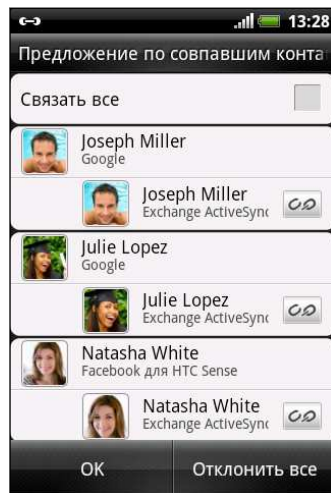 13:28
Предложение по совпавшим конта
Связать все
Joseph Miller
Google
Joseph Miller
Exchange ActiveSync
Julie Lopez
Google
Julie Lopez
Exchange ActiveSync
Natasha White
Facebook для HTC Sense
Natasha White
Exchange ActiveSync
OK
Отклонить все